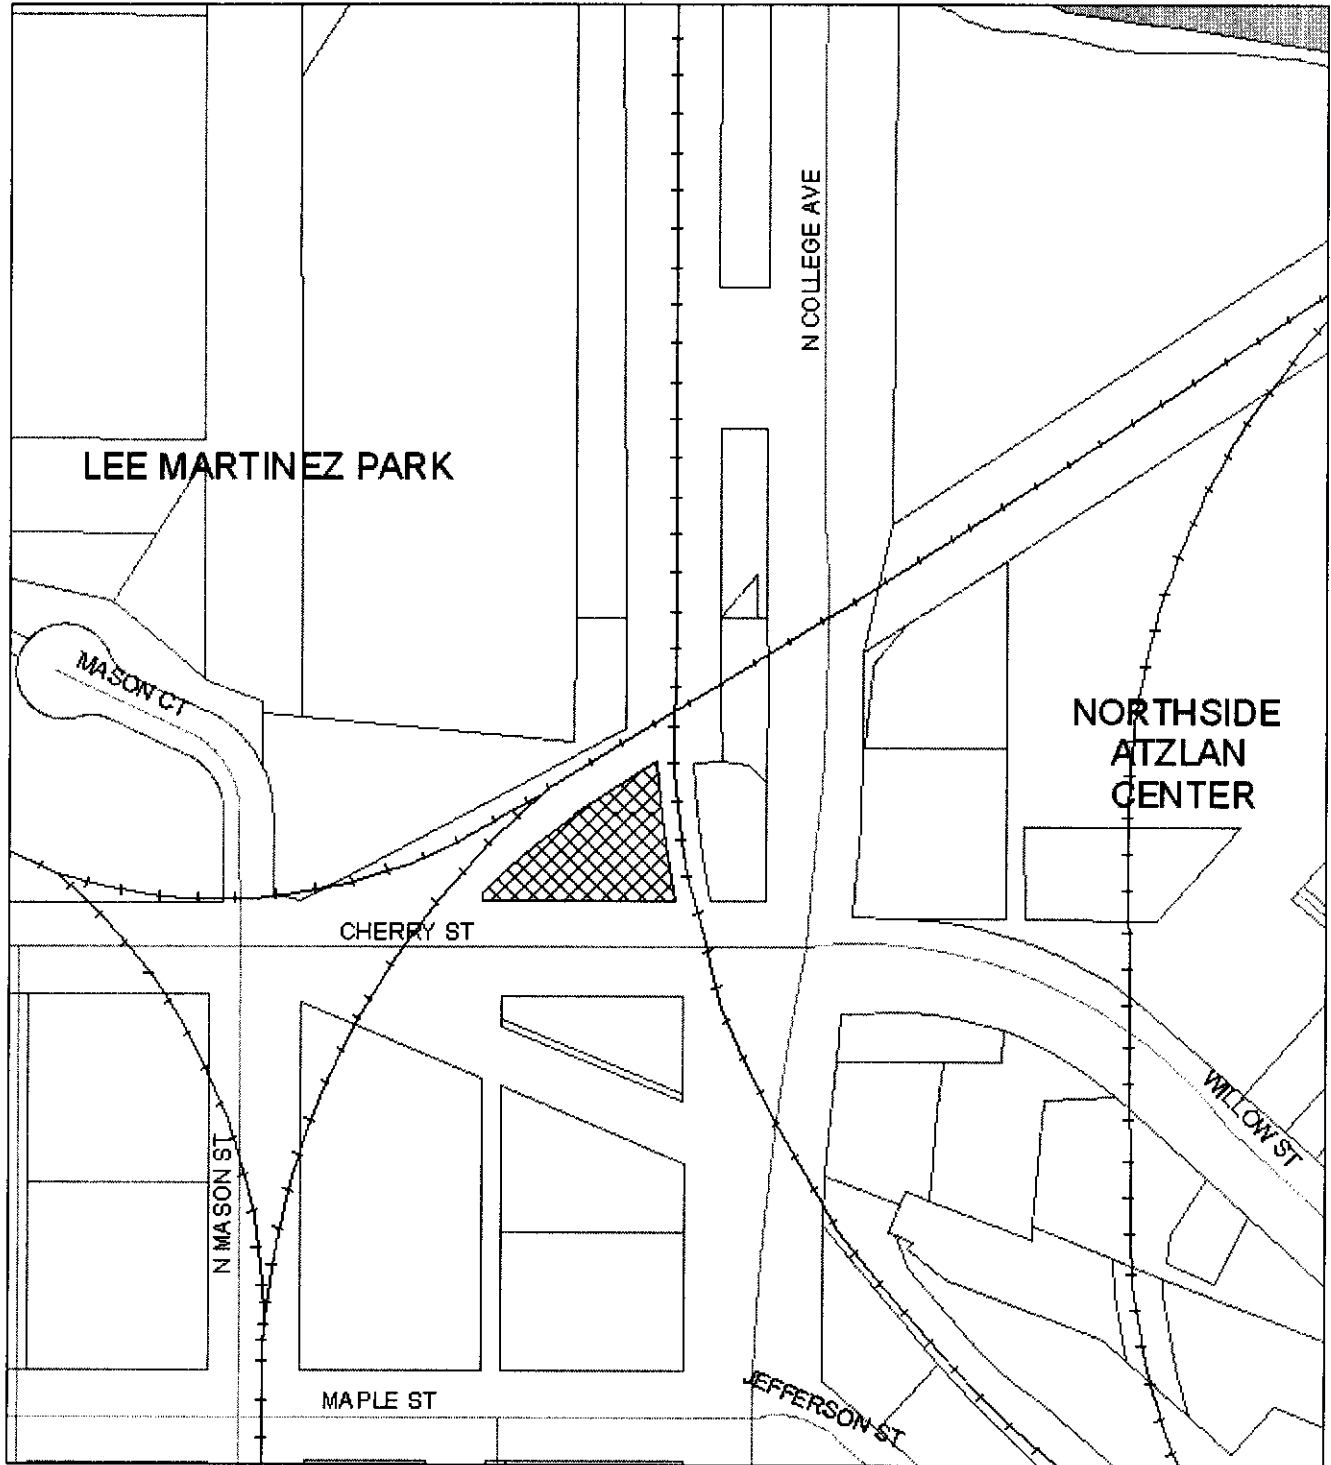 N COLLEGE AVE
LEE MARTINEZ PARK
MASON CT
NORTHSIDE
ATZLAN
CENTER
CHERRY ST
WILLOW ST
N MASON ST
MAPLE ST
JEFFERSON ST